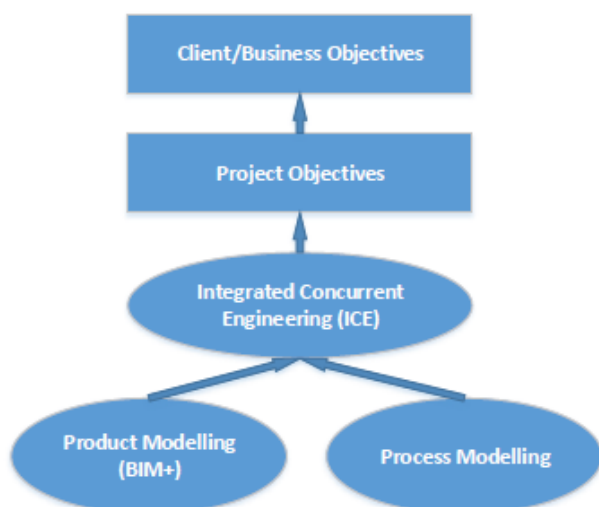 Client/Business Objectives
Project Objectives
Integrated Concurrent
Engineering (ICE)
Product Modelling
(BIM+)
Process Modelling